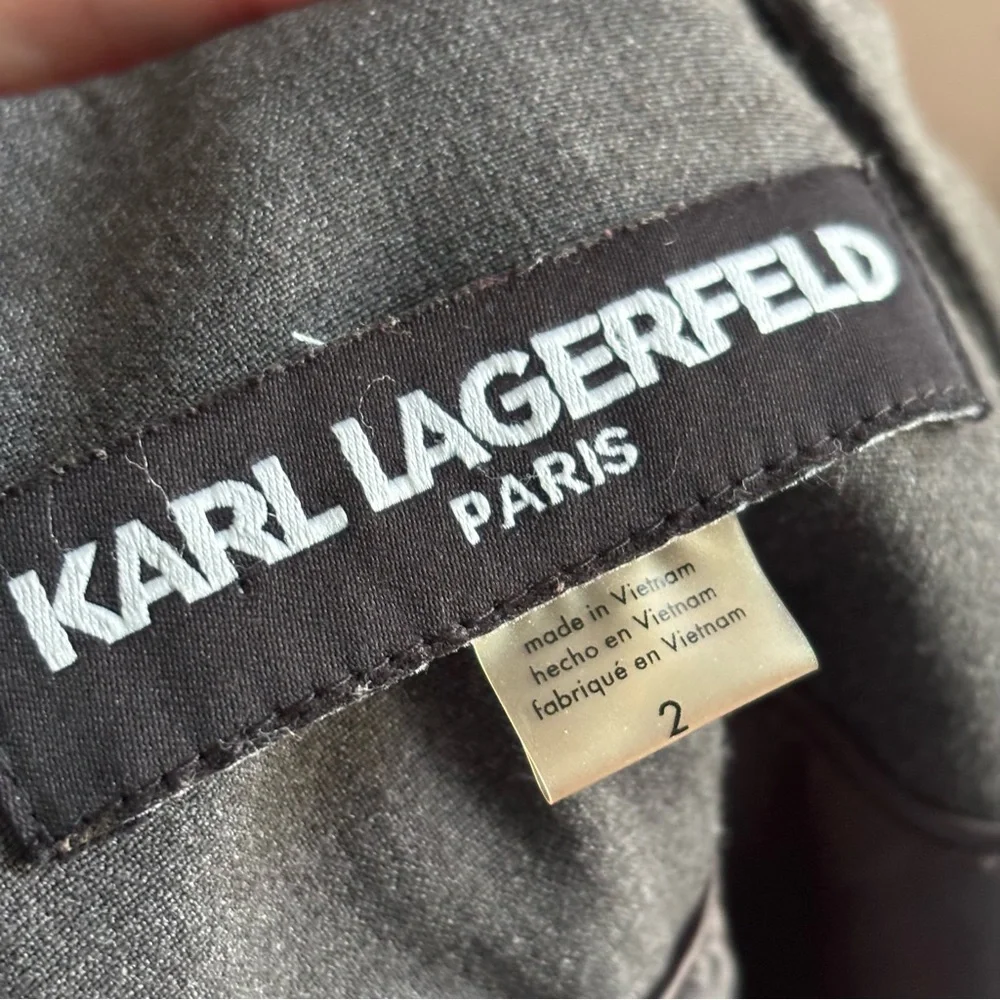 KARL LAGERFELD
PARIS
made in Vietnam
hecho en Vietnam
fabriqué en Vietnam
2